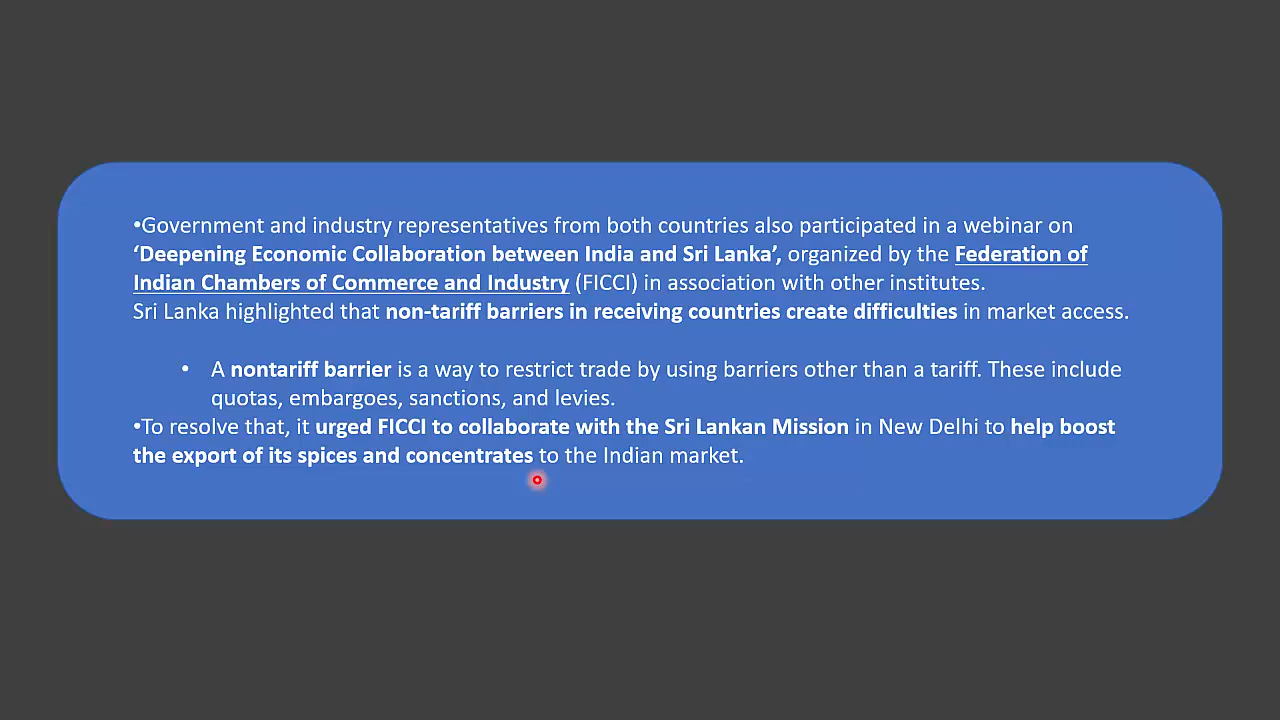 •Government and industry representatives from both countries also participated in a webinar on
‘Deepening Economic Collaboration between India and Sri Lanka’, organized by the Federation of
Indian Chambers of Commerce and Industry (FICCI) in association with other institutes.
Sri Lanka highlighted that non-tariff barriers in receiving countries create difficulties in market access.
• A nontariff barrier is a way to restrict trade by using barriers other than a tariff. These include
quotas, embargoes, sanctions, and levies.
•To resolve that, it urged FICCI to collaborate with the Sri Lankan Mission in New Delhi to help boost
the export of its spices and concentrates to the Indian market.